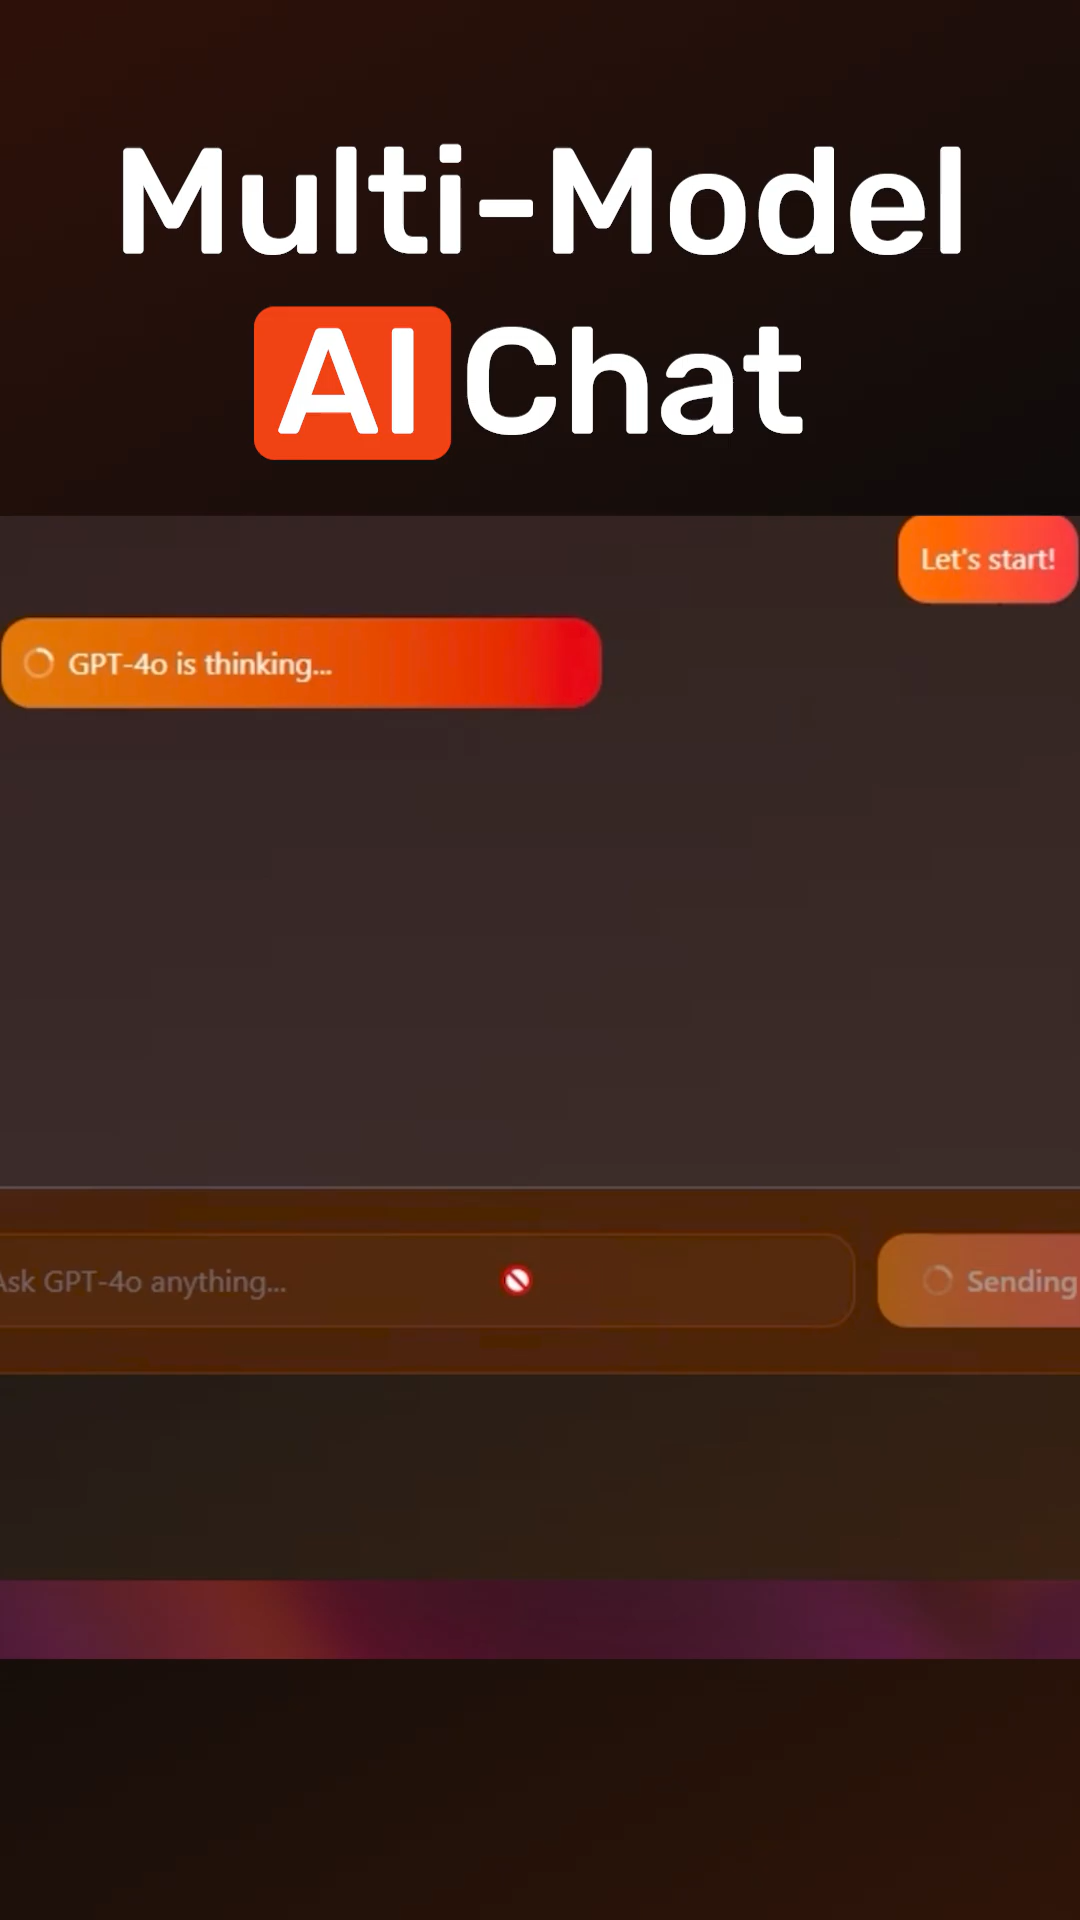 Multi-Model
AI Chat
Let's start!
GPT-4o is thinking...
Ask GPT-4o anything...
Sending